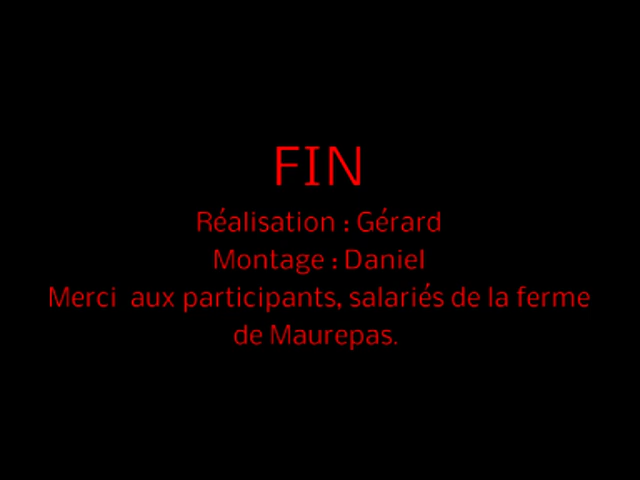 FIN
Réalisation : Gérard
Montage : Daniel
Merci  aux participants, salariés de la ferme
de Maurepas.